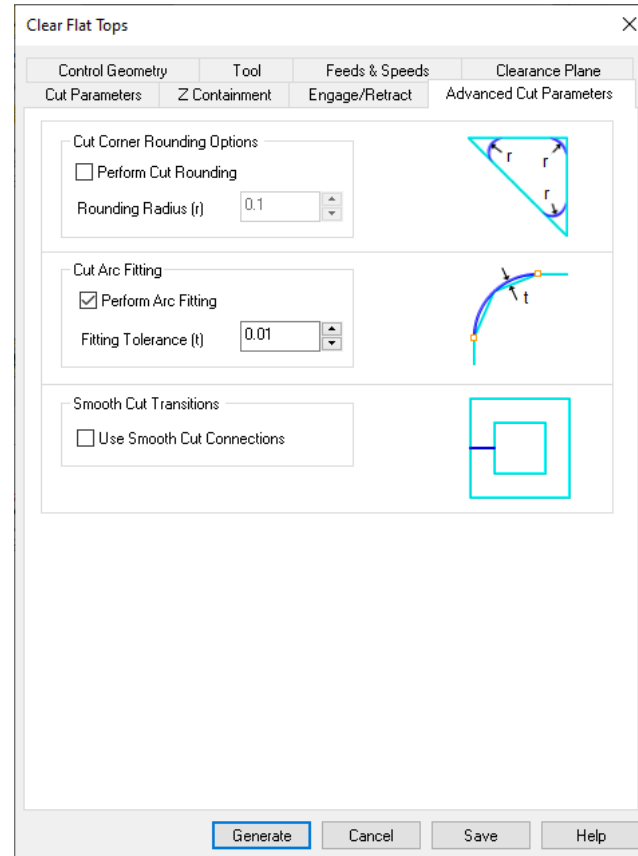 Clear Flat Tops
Control Geometry Tool Feeds & Speeds Clearance Plane
Cut Parameters Z Containment Engage/Retract Advanced Cut Parameters
Cut Corner Rounding Options
Perform Cut Rounding
Rounding Radius (r) 0.1
r r
r
Cut Arc Fitting
Perform Arc Fitting
Fitting Tolerance (t) 0.01
t
Smooth Cut Transitions
Use Smooth Cut Connections
Generate Cancel Save Help